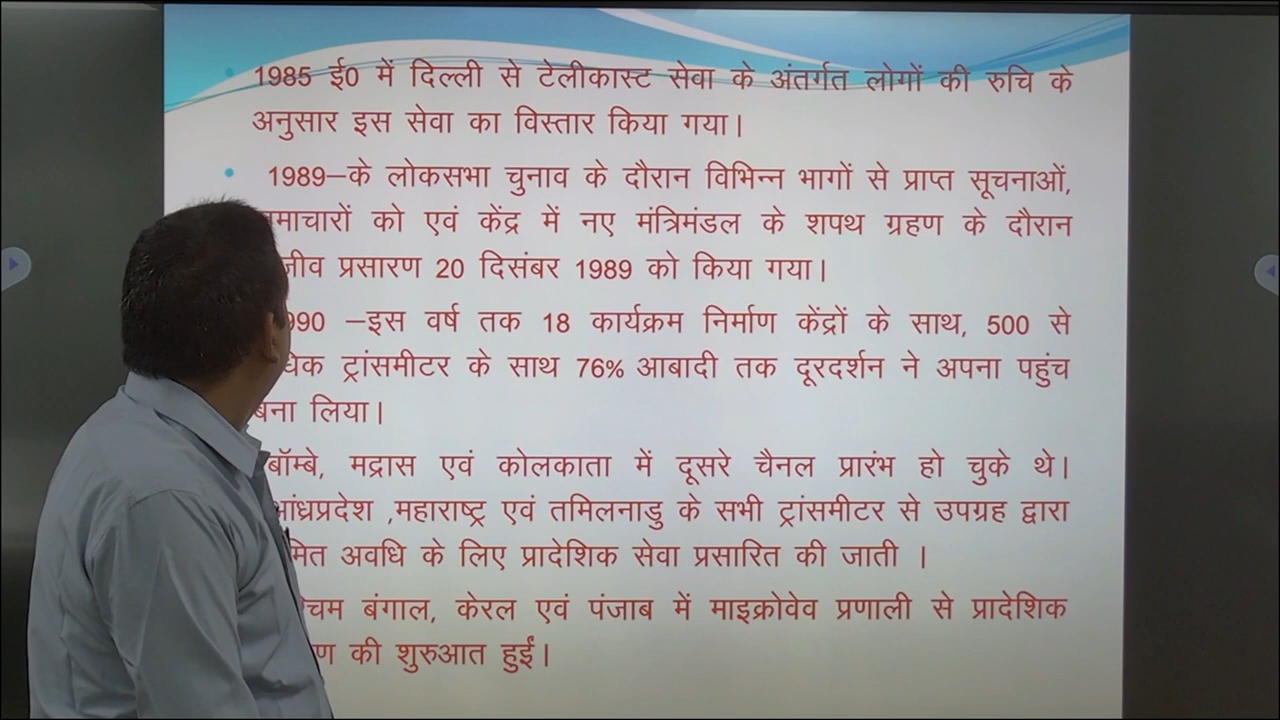 1985 ई0 में दिल्ली से टेलीकास्ट सेवा के अंतर्गत लोगों की रुचि के
अनुसार इस सेवा का विस्तार किया गया।
1989–के लोकसभा चुनाव के दौरान विभिन्न भागों से प्राप्त सूचनाओं,
को एवं केंद्र में नए मंत्रिमंडल के शपथ ग्रहण के दौरान
प्रसारण 20 दिसंबर 1989 को किया गया।
–इस वर्ष तक 18 कार्यक्रम निर्माण केंद्रों के साथ, 500 से
ट्रांसमीटर के साथ 76% आबादी तक दूरदर्शन ने अपना पहुंच
बना लिया।
बॉम्बे, मद्रास एवं कोलकाता में दूसरे चैनल प्रारंभ हो चुके थे।
,महाराष्ट्र एवं तमिलनाडु के सभी ट्रांसमीटर से उपग्रह द्वारा
अवधि के लिए प्रादेशिक सेवा प्रसारित की जाती ।
बंगाल, केरल एवं पंजाब में माइक्रोवेव प्रणाली से प्रादेशिक
की शुरुआत हुईं।